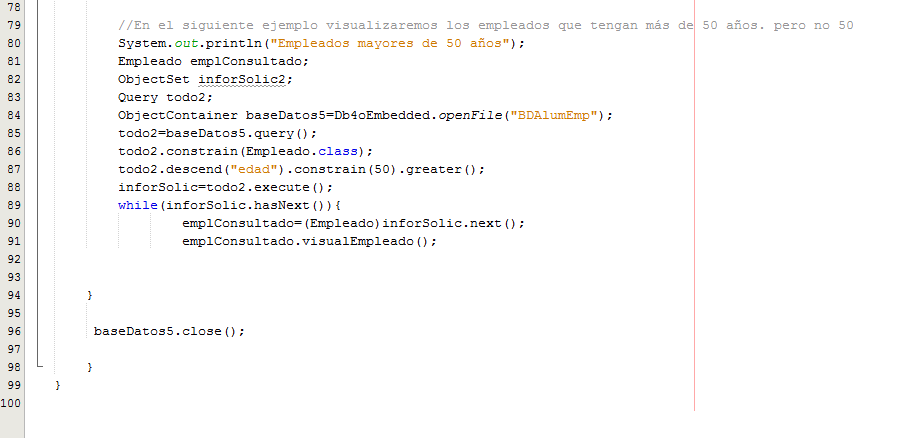 78
79 //En el siguiente ejemplo visualizaremos los empleados que tengan más de 50 años. pero no 50
80 System.out.println("Empleados mayores de 50 años");
81 Empleado emplConsultado;
82 ObjectSet inforSolic2;
83 Query todo2;
84 ObjectContainer baseDatos5=Db4oEmbedded.openFile("BDAlumEmp");
85 todo2=baseDatos5.query();
86 todo2.constrain(Empleado.class);
87 todo2.descend("edad").constrain(50).greater();
88 inforSolic=todo2.execute();
89 while(inforSolic.hasNext()){
90 emplConsultado=(Empleado)inforSolic.next();
91 emplConsultado.visualEmpleado();
92
93
94 }
95
96 baseDatos5.close();
97
98 }
99 }
100